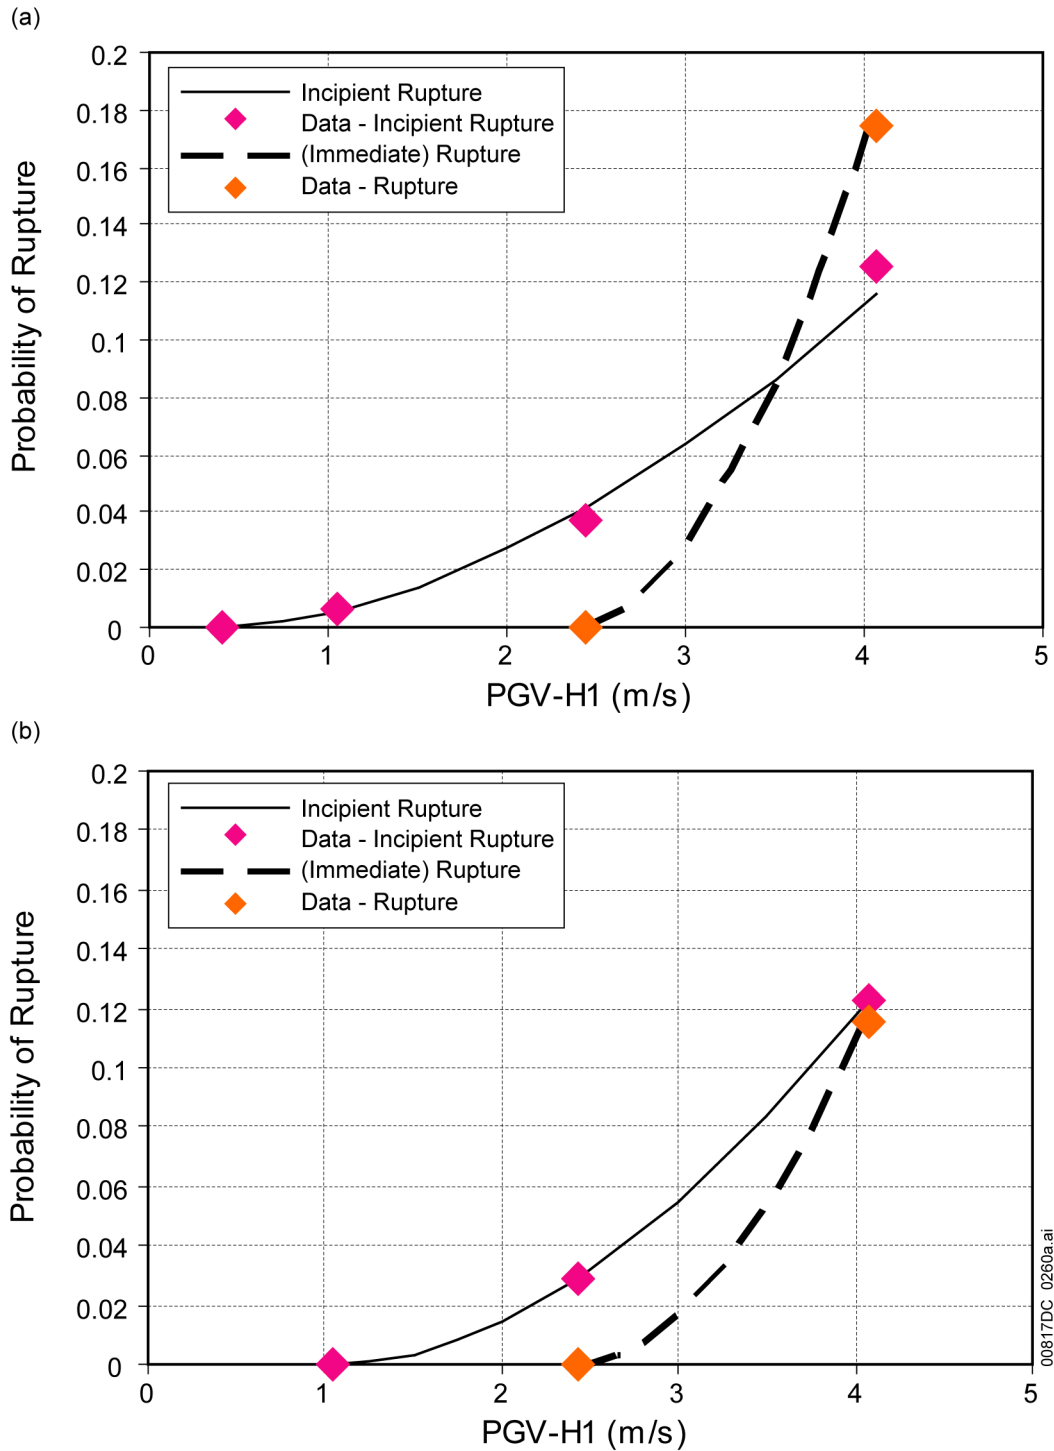 (a)
0.2
0.18
0.16
0.14
0.12
0.1
0.08
0.06
0.04
0.02
0
Probability of Rupture
Incipient Rupture
Data - Incipient Rupture
(Immediate) Rupture
Data - Rupture
0 1 2 3 4 5
PGV-H1 (m/s)
(b)
0.2
0.18
0.16
0.14
0.12
0.1
0.08
0.06
0.04
0.02
0
Probability of Rupture
Incipient Rupture
Data - Incipient Rupture
(Immediate) Rupture
Data - Rupture
0 1 2 3 4 5
PGV-H1 (m/s)
00817DC_0260a.ai